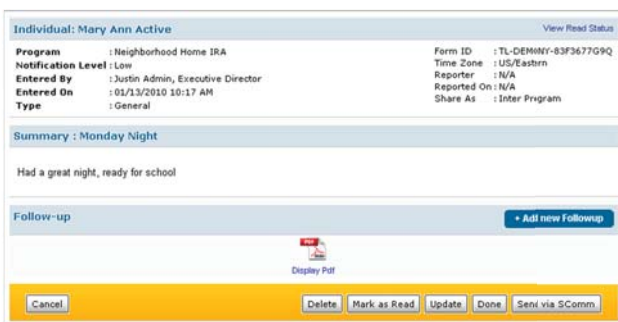 Individual: Mary Ann Active
View Read Status
Program : Neighborhood Home IRA
Notification Level : Low
Entered By : Justin Admin, Executive Director
Entered On : 01/13/2010 10:17 AM
Type : General
Form ID : TL-DEMONY-83F3677G9Q
Time Zone : US/Eastern
Reporter : N/A
Reported On : N/A
Share As : Inter Program
Summary : Monday Night
Had a great night, ready for school
Follow-up
+ Add new Followup
PDF
Display Pdf
Cancel
Delete
Mark as Read
Update
Done
Send via SComm